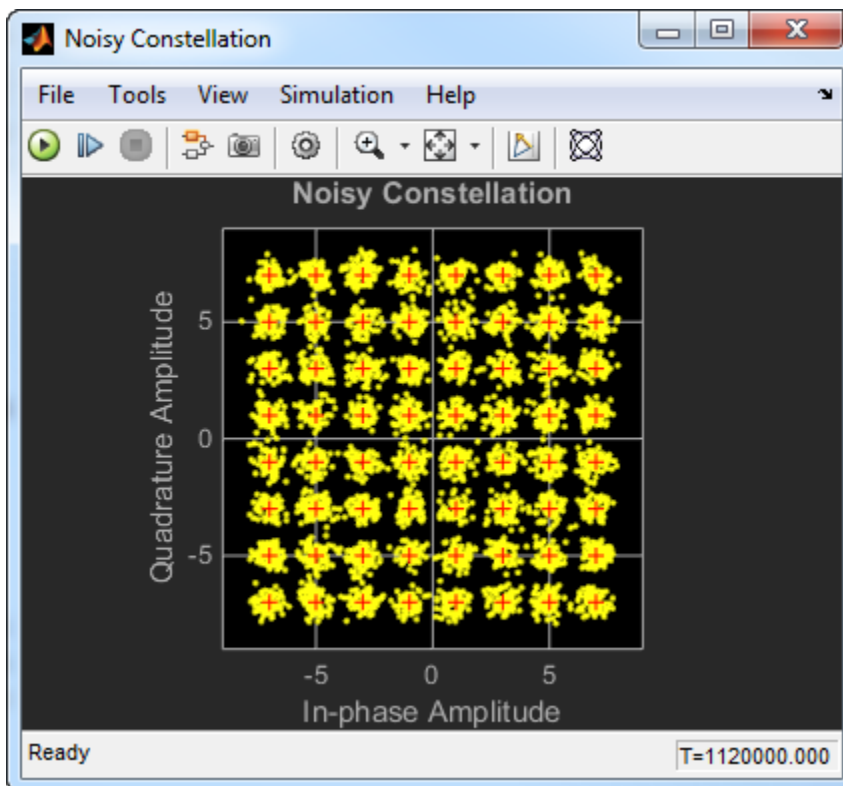 Noisy Constellation
File Tools View Simulation Help
Noisy Constellation
Quadrature Amplitude
5
0
-5
-5 0 5
In-phase Amplitude
Ready T=1120000.000